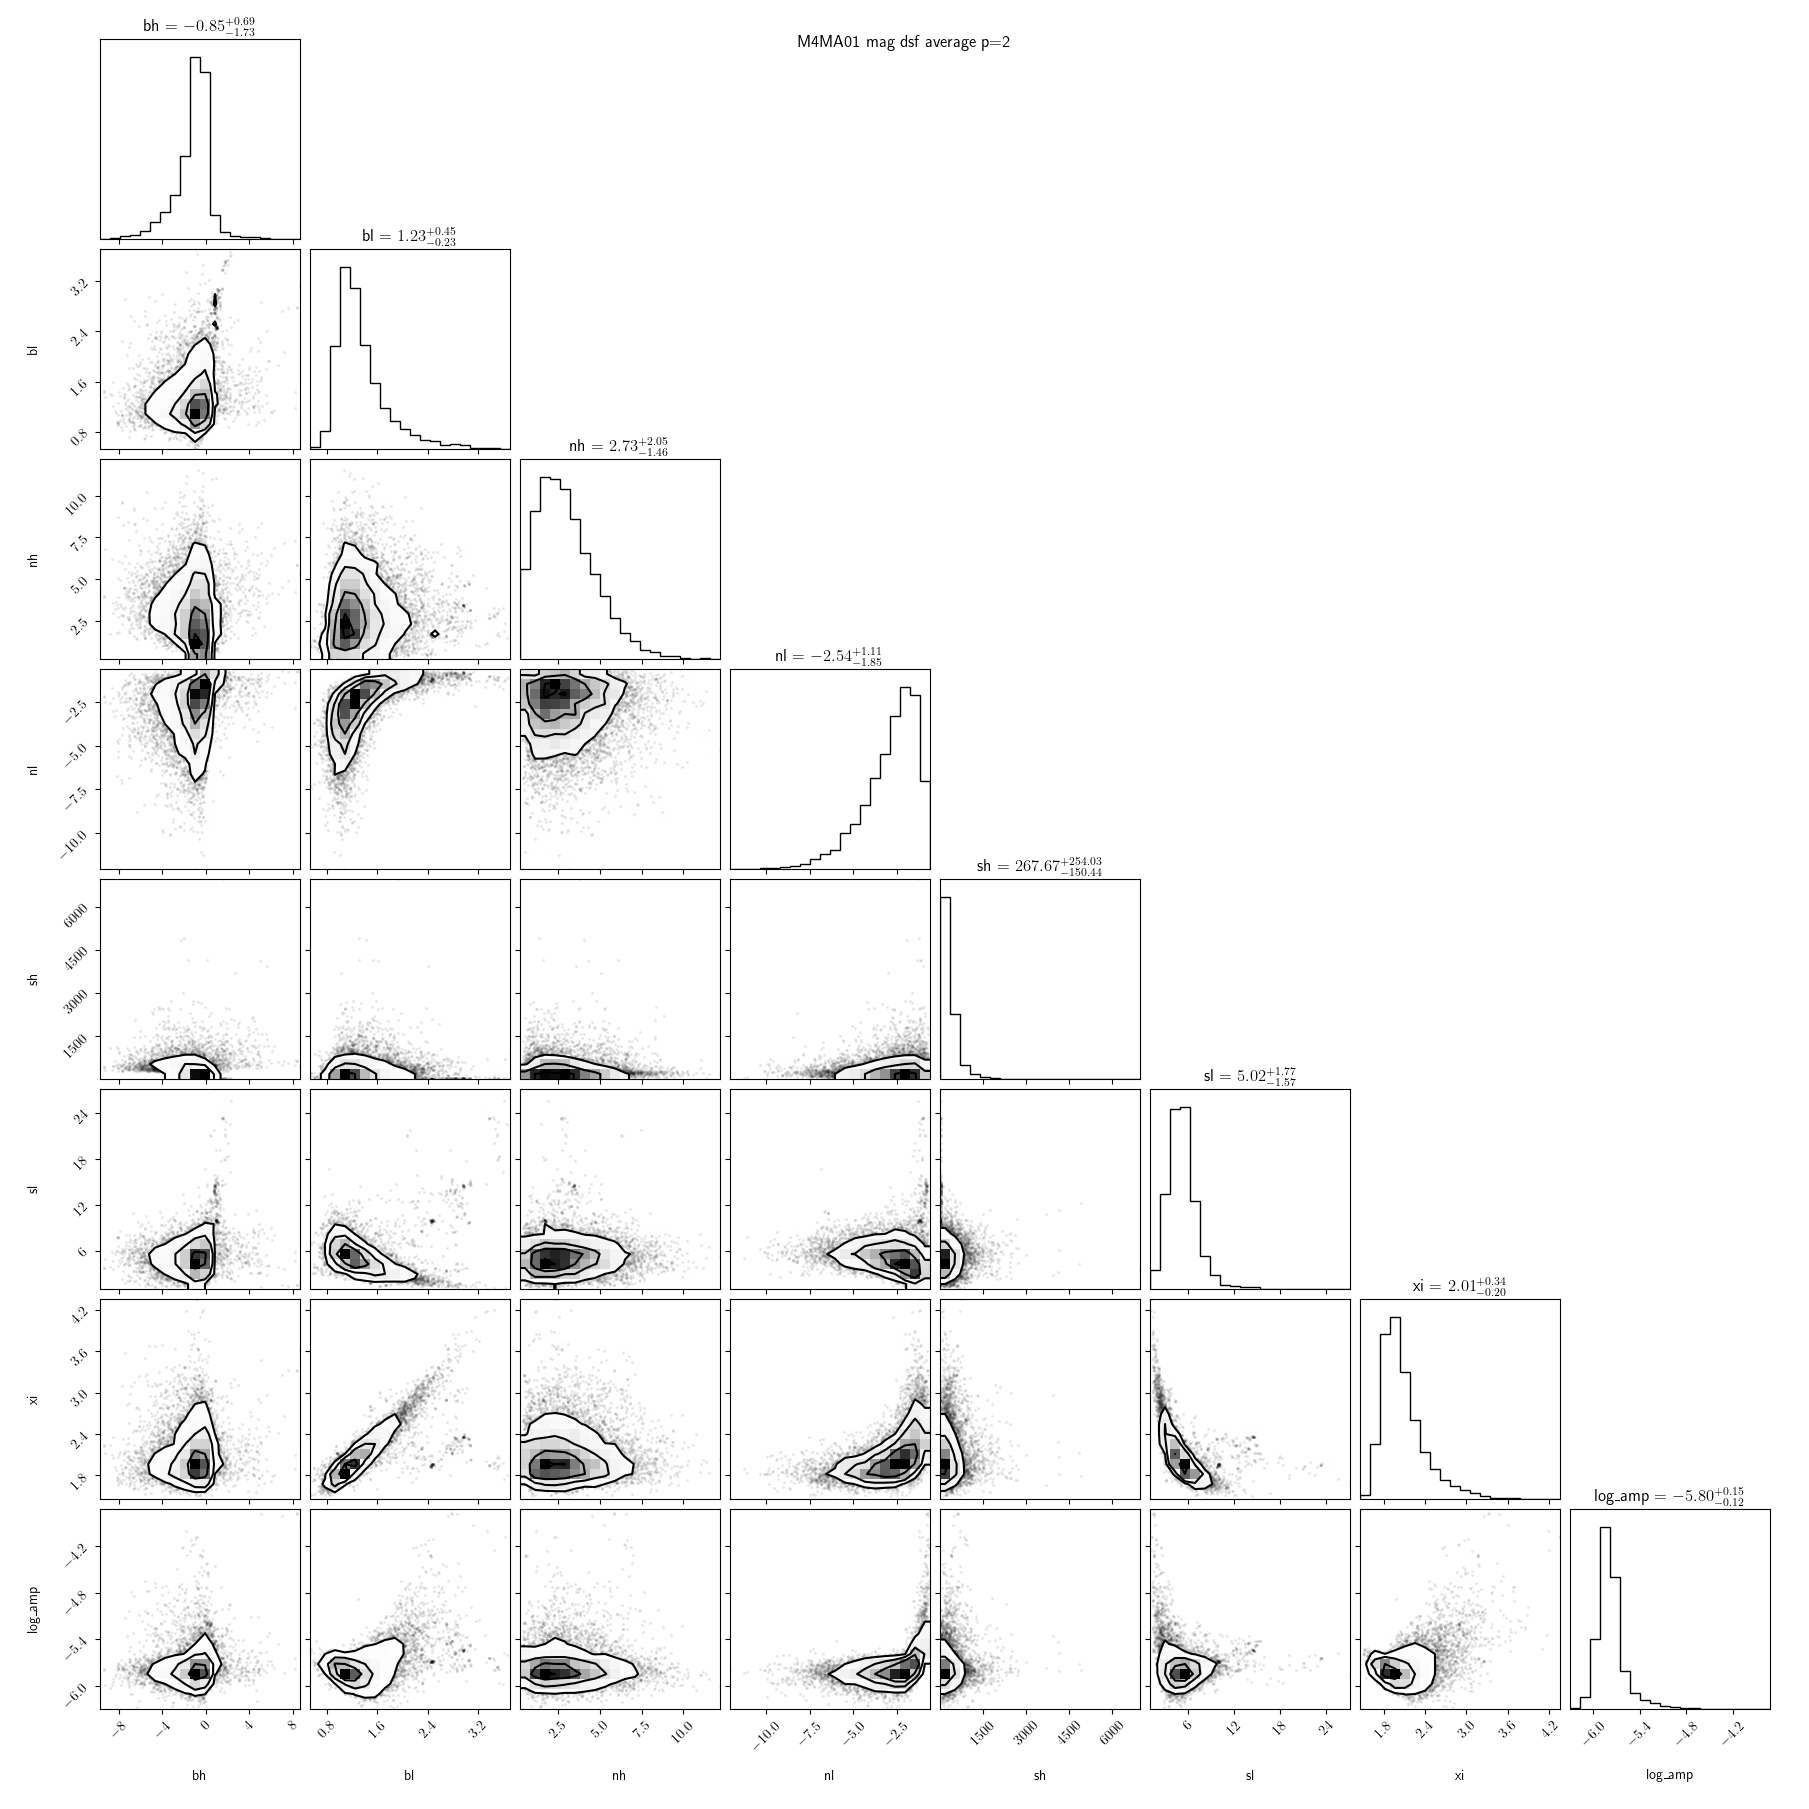 M4MA01 mag dsf average p=2
bh = −0.85 +0.69 −1.73
bl = 1.23 +0.45 −0.23
3.2
2.4
1.6
0.8
bl
nh = 2.73 +2.05 −1.46
10.0
7.5
5.0
2.5
nh
nl = −2.54 +1.11 −1.85
−2.5
−5.0
−7.5
−10.0
nl
sh = 267.67 +254.03 −150.44
6000
4500
3000
1500
sh
sl = 5.02 +1.77 −1.57
24
18
12
6
sl
xi = 2.01 +0.34 −0.20
4.2
3.6
3.0
2.4
1.8
xi
log_amp = −5.80 +0.15 −0.12
−4.2
−4.8
−5.4
−6.0
log_amp
−8 −4 0 4 8 0.8 1.6 2.4 3.2 2.5 5.0 7.5 10.0 −10.0 −7.5 −5.0 −2.5 1500 3000 4500 6000 6 12 18 24 1.8 2.4 3.0 3.6 4.2 −6.0 −5.4 −4.8 −4.2
bh bl nh nl sh sl xi log_amp